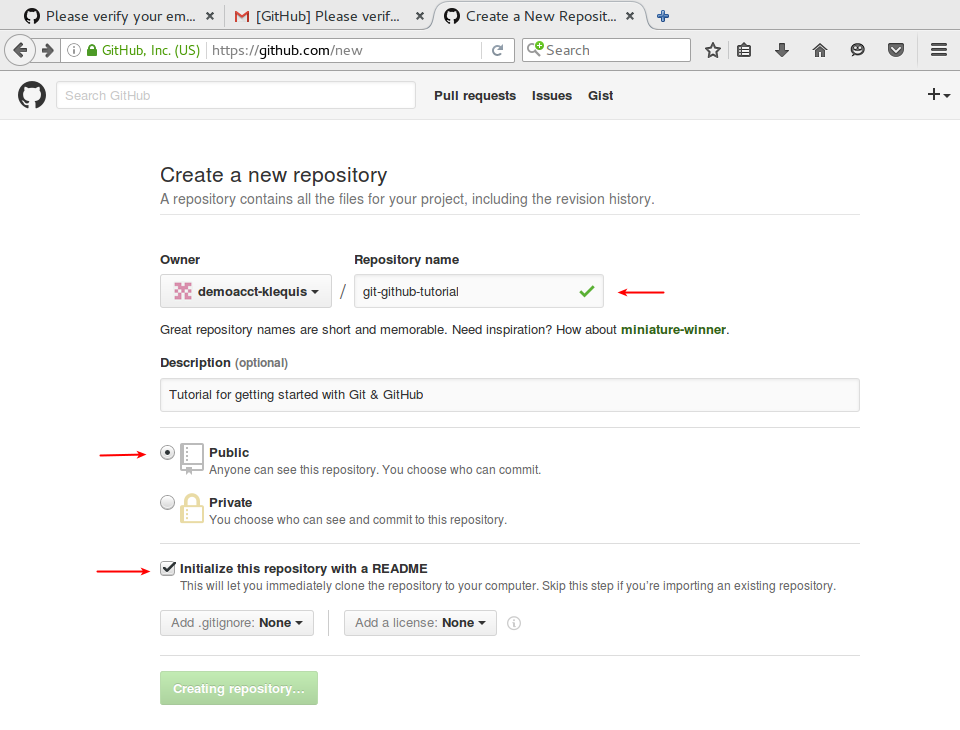 Please verify your em...
[GitHub] Please verif...
Create a New Reposit...
GitHub, Inc. (US)
https://github.com/new
Search
Search GitHub
Pull requests
Issues
Gist
Create a new repository
A repository contains all the files for your project, including the revision history.
Owner
Repository name
demoacct-klequis
/
git-github-tutorial
Great repository names are short and memorable. Need inspiration? How about miniature-winner.
Description (optional)
Tutorial for getting started with Git & GitHub
Public
Anyone can see this repository. You choose who can commit.
Private
You choose who can see and commit to this repository.
Initialize this repository with a README
This will let you immediately clone the repository to your computer. Skip this step if you're importing an existing repository.
Add .gitignore: None
Add a license: None
Creating repository...